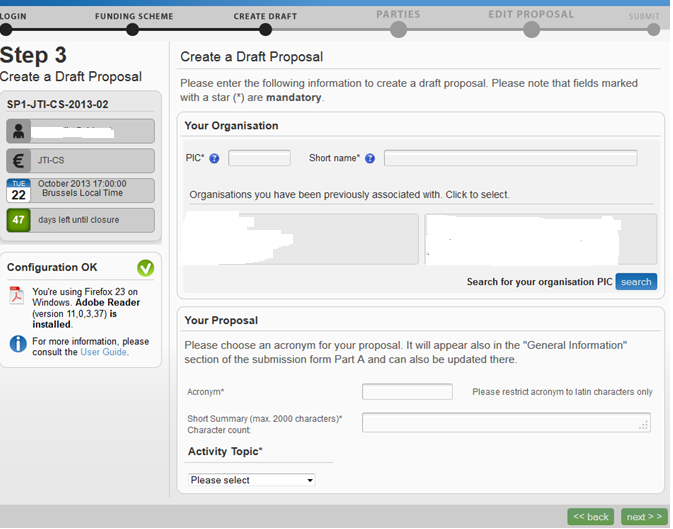 LOGIN
FUNDING SCHEME
CREATE DRAFT
PARTIES
EDIT PROPOSAL
SUBMIT
Step 3
Create a Draft Proposal
SP1-JTI-CS-2013-02
€ JTI-CS
TUE
22
October 2013 17:00:00
Brussels Local Time
47
days left until closure
Configuration OK
You're using Firefox 23 on
Windows. Adobe Reader
(version 11,0,3,37) is
installed.
For more information, please
consult the User Guide.
Create a Draft Proposal
Please enter the following information to create a draft proposal. Please note that fields marked
with a star (*) are mandatory.
Your Organisation
PIC* ? Short name* ?
Organisations you have been previously associated with. Click to select.
Search for your organisation PIC search
Your Proposal
Please choose an acronym for your proposal. It will appear also in the "General Information"
section of the submission form Part A and can also be updated there.
Acronym*
Please restrict acronym to latin characters only
Short Summary (max. 2000 characters)*
Character count:
Activity Topic*
Please select
<< back
next > >